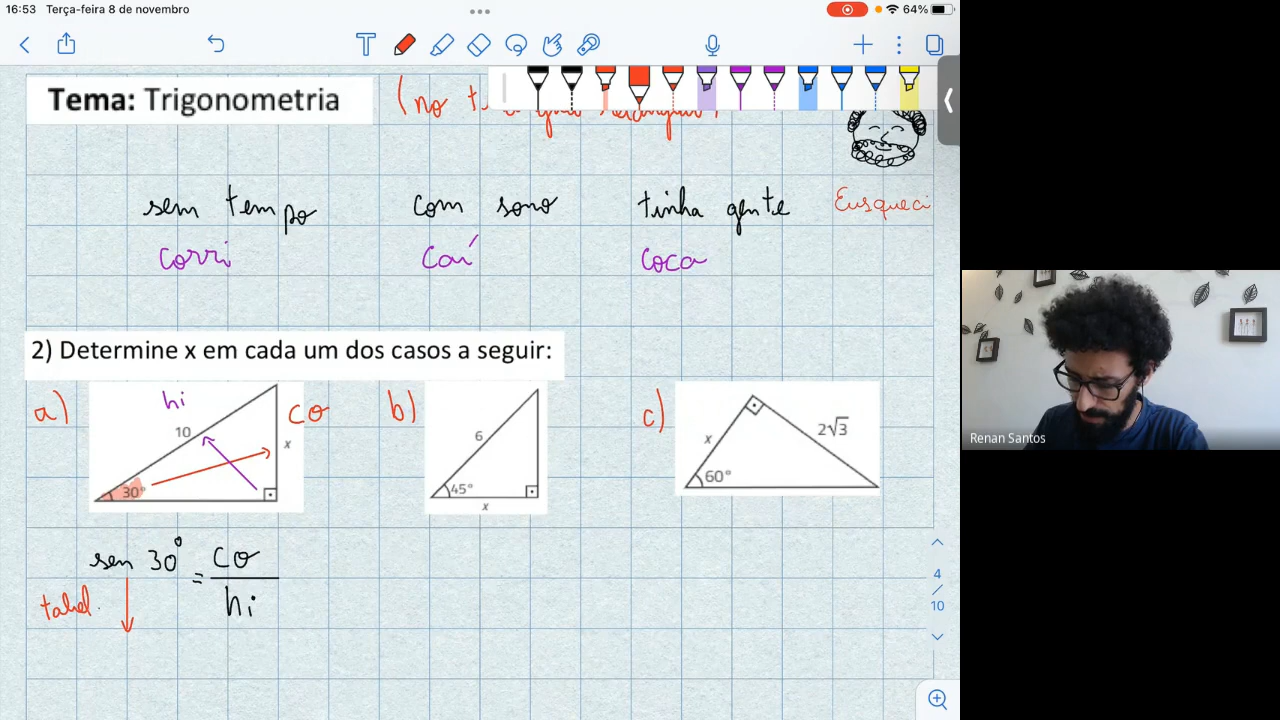 16:53 Terça-feira 8 de novembro 64%
T
Tema: Trigonometria
(no
sem tempo com sono tinha gente Eusqueci
corri Caí Coca
2) Determine x em cada um dos casos a seguir:
a) hi 10 co x 30°
b) 6 45° x
c) x 2√3 60°
sen 30° = co
hi
tabel.
4
/
10
Renan Santos